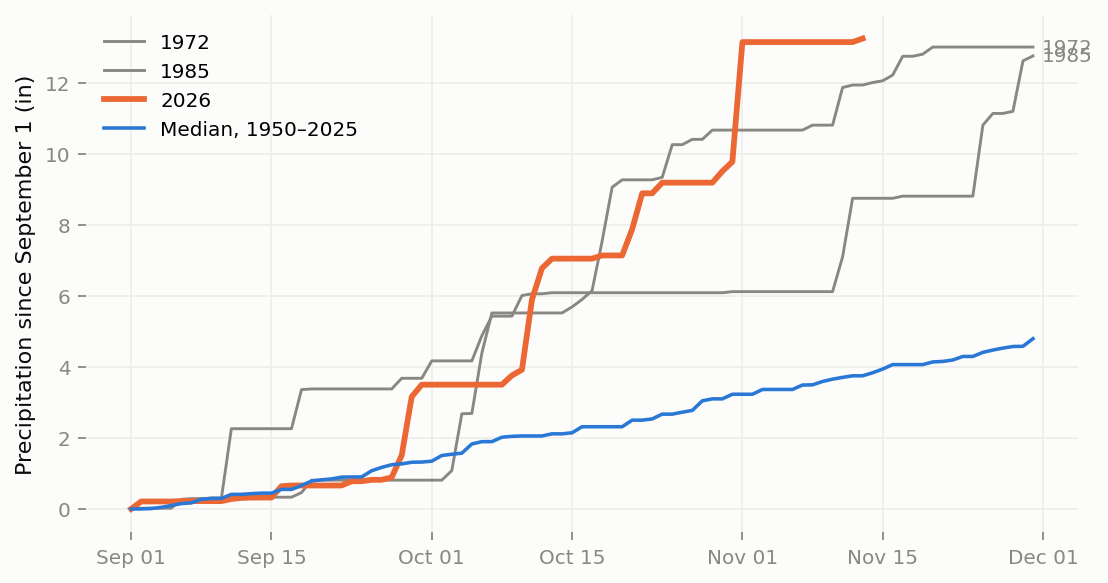 1972
1985
2026
Median, 1950–2025
Precipitation since September 1 (in)
12
10
8
6
4
2
0
Sep 01
Sep 15
Oct 01
Oct 15
Nov 01
Nov 15
Dec 01
1972
1985